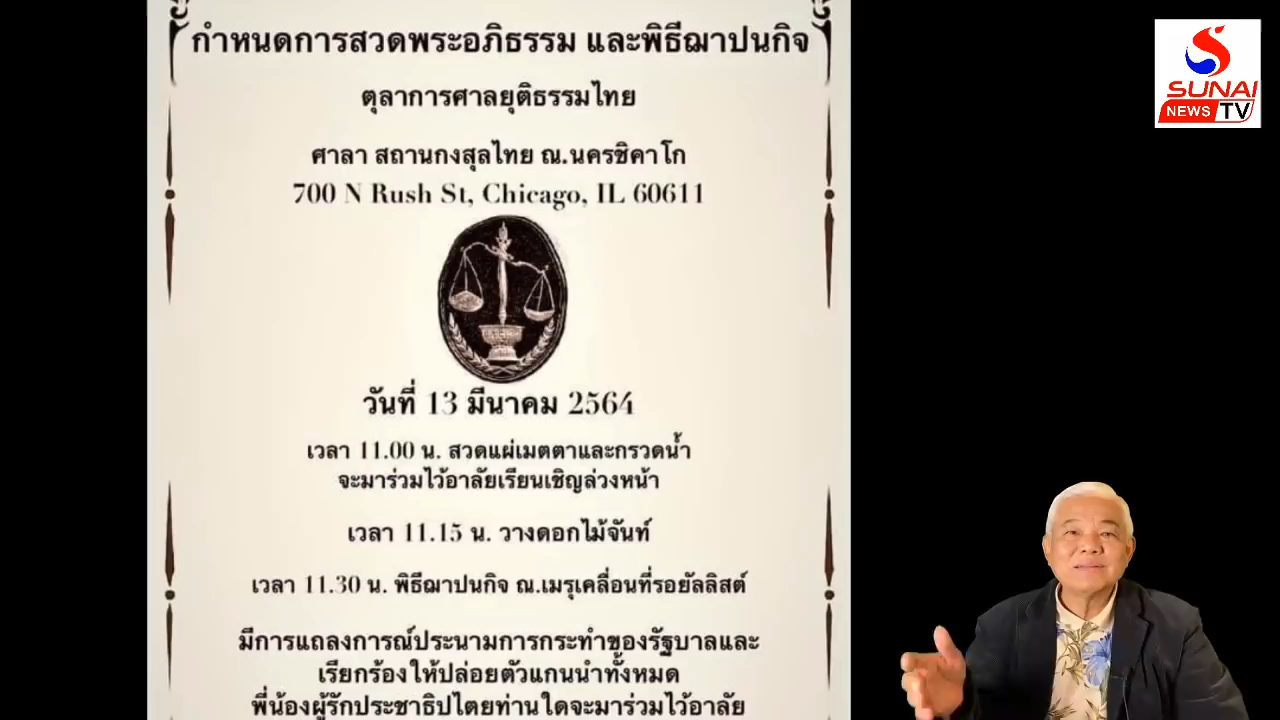 กำหนดการสวดพระอภิธรรม และพิธีฌาปนกิจ
ตุลาการศาลยุติธรรมไทย
ศาลา สถานกงสุลไทย ณ.นครชิคาโก
700 N Rush St, Chicago, IL 60611
วันที่ 13 มีนาคม 2564
เวลา 11.00 น. สวดแผ่เมตตาและกรวดน้ำ
จะมาร่วมไว้อาลัยเรียนเชิญล่วงหน้า
เวลา 11.15 น. วางดอกไม้จันท์
เวลา 11.30 น. พิธีฌาปนกิจ ณ.เมรุเคลื่อนที่รอยัลลิสต์
มีการแถลงการณ์ประนามการกระทำของรัฐบาลและ
เรียกร้องให้ปล่อยตัวแกนนำทั้งหมด
พี่น้องผู้รักประชาธิปไตยท่านใดจะมาร่วมไว้อาลัย
SUNAI
NEWS TV